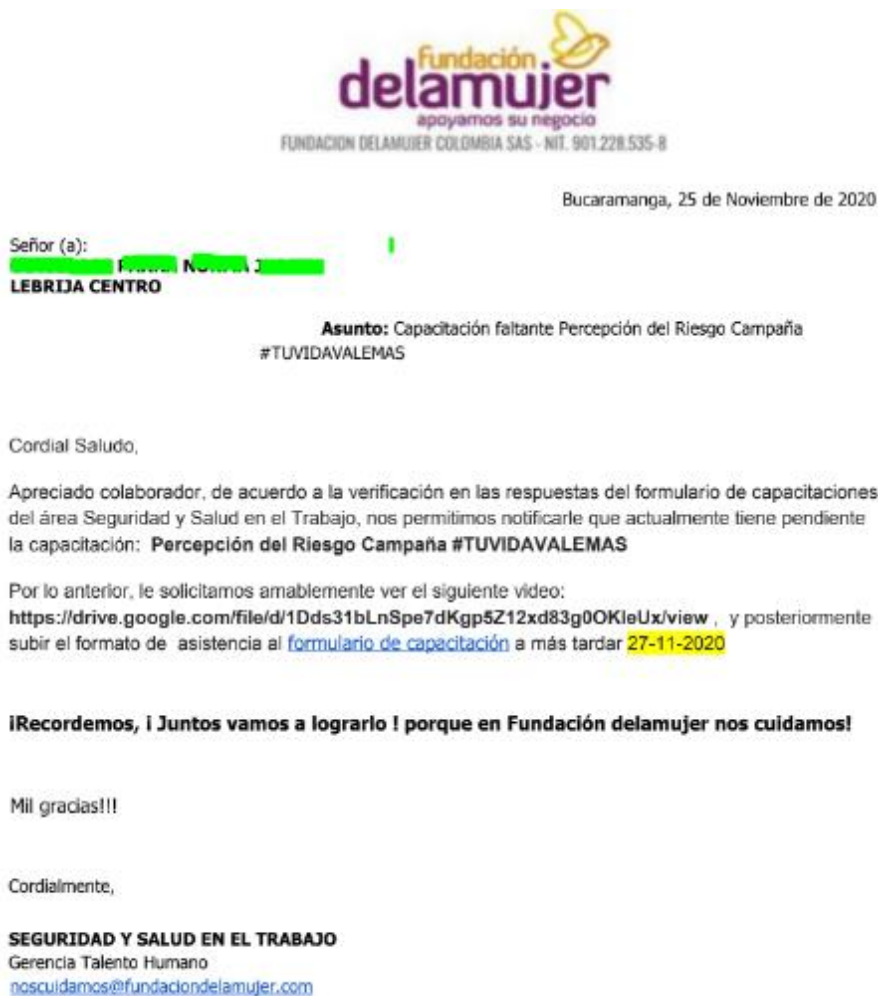 fundación
delamujer
apoyamos su negocio
FUNDACION DELAMUJER COLOMBIA SAS - NIT. 901.228.535-8
Bucaramanga, 25 de Noviembre de 2020
Señor (a):
LEBRIJA CENTRO
Asunto: Capacitación faltante Percepción del Riesgo Campaña
#TUVIDAVALEMAS
Cordial Saludo,
Apreciado colaborador, de acuerdo a la verificación en las respuestas del formulario de capacitaciones
del área Seguridad y Salud en el Trabajo, nos permitimos notificarle que actualmente tiene pendiente
la capacitación: Percepción del Riesgo Campaña #TUVIDAVALEMAS
Por lo anterior, le solicitamos amablemente ver el siguiente video:
https://drive.google.com/file/d/1Dds31bLnSpe7dKgp5Z12xd83g0OKleUx/view , y posteriormente
subir el formato de asistencia al formulario de capacitación a más tardar 27-11-2020
¡Recordemos, ¡ Juntos vamos a lograrlo ! porque en Fundación delamujer nos cuidamos!
Mil gracias!!!
Cordialmente,
SEGURIDAD Y SALUD EN EL TRABAJO
Gerencia Talento Humano
noscuidamos@fundaciondelamujer.com